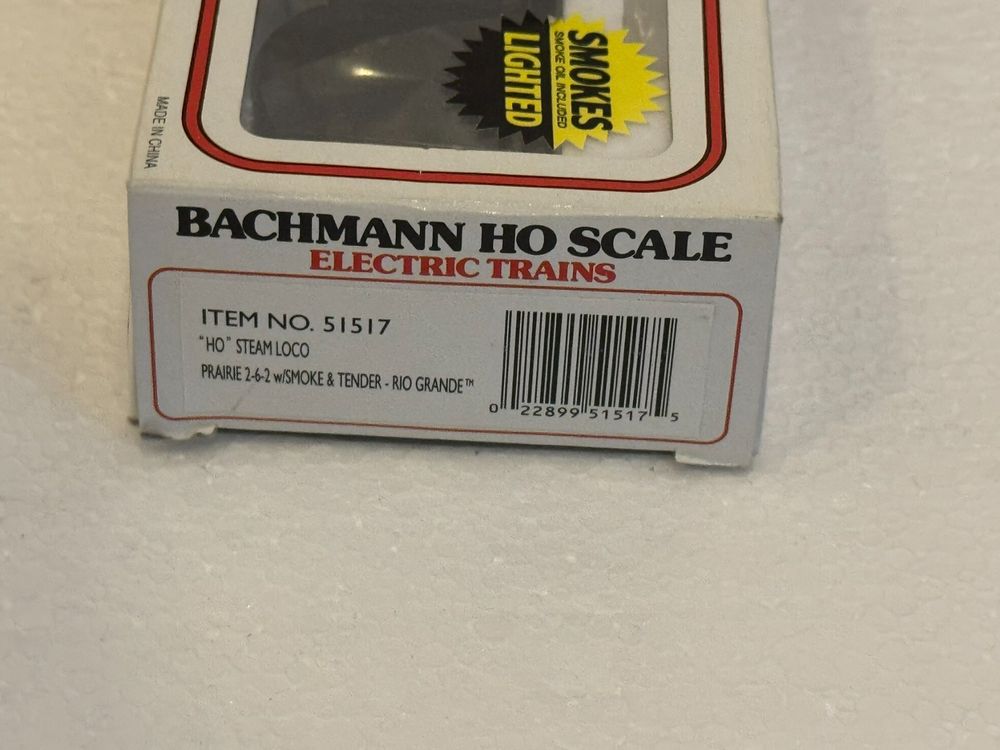 SMOKES
SMOKE OIL INCLUDED
LIGHTED
MADE IN CHINA
BACHMANN HO SCALE
ELECTRIC TRAINS
ITEM NO. 51517
"HO" STEAM LOCO
PRAIRIE 2-6-2 w/SMOKE & TENDER - RIO GRANDE™
0 22899 51517 5